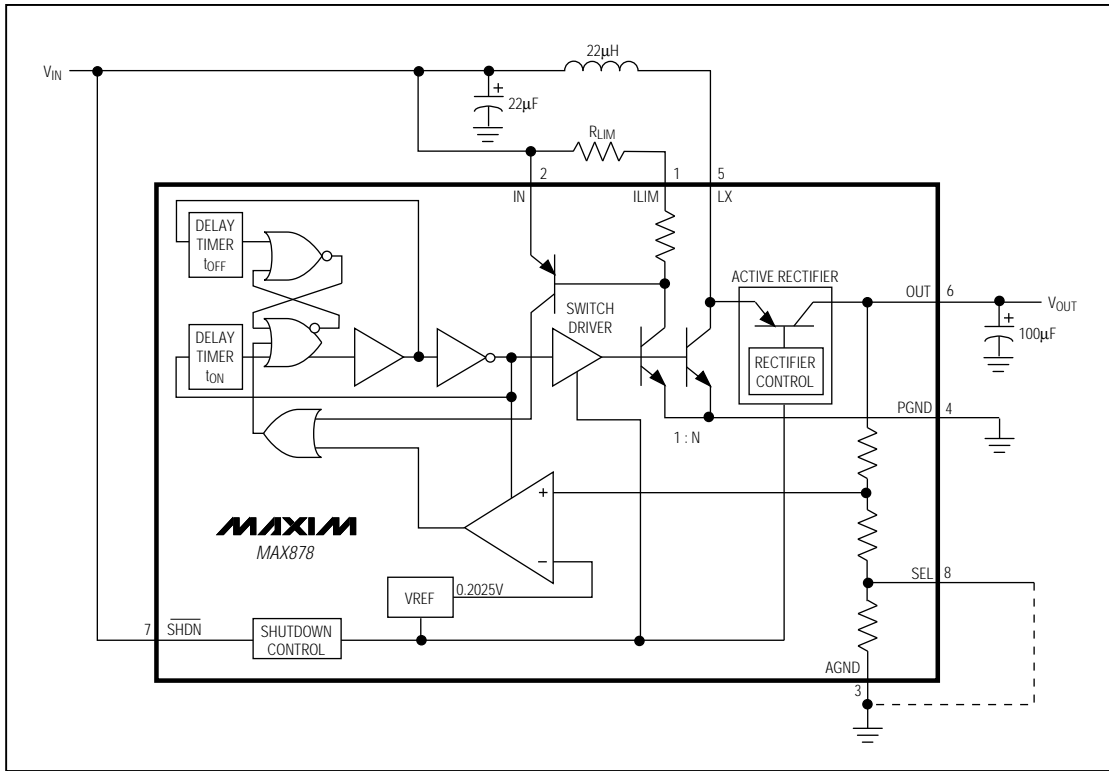 22µH
VIN
+
22µF
RLIM
2
1
5
IN
ILIM
LX
DELAY
TIMER
tOFF
ACTIVE RECTIFIER
OUT
6
VOUT
SWITCH
DRIVER
+
100µF
DELAY
TIMER
tON
RECTIFIER
CONTROL
PGND
4
1 : N
+
MAXIM
MAX878
−
SEL
8
VREF
0.2025V
7
SHDN
SHUTDOWN
CONTROL
AGND
3